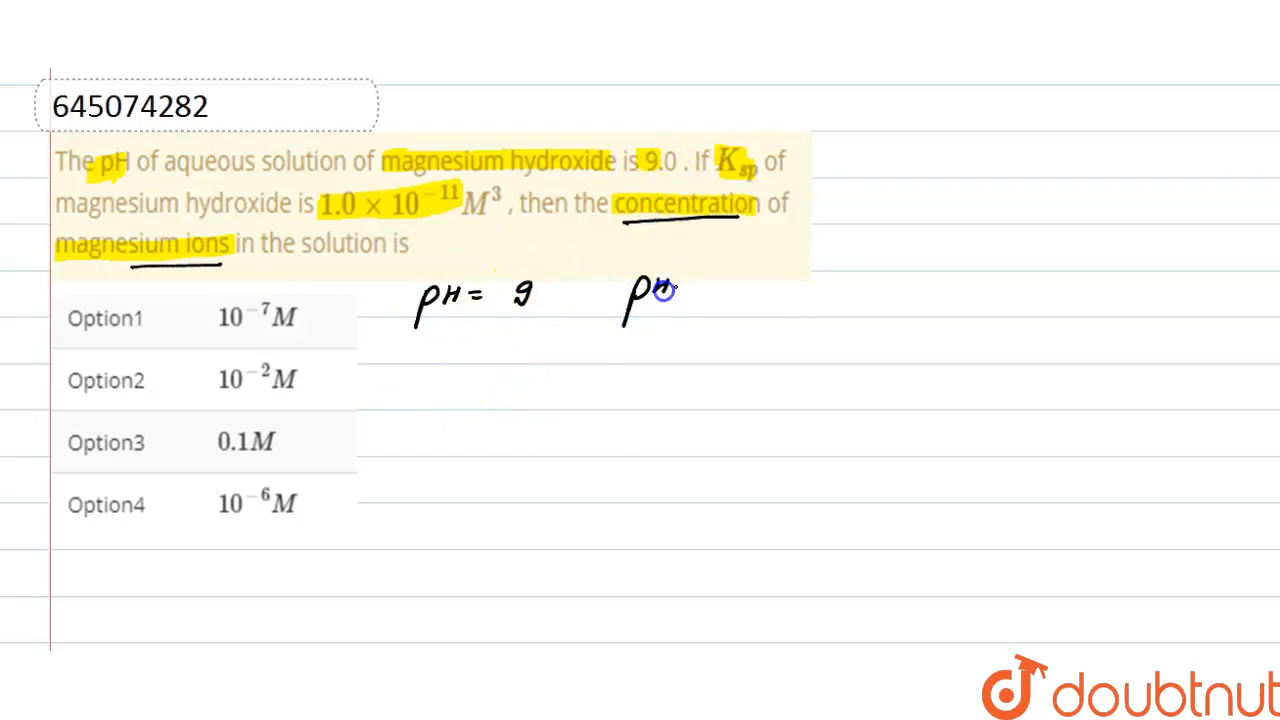 645074282
The pH of aqueous solution of magnesium hydroxide is 9.0 . If K_sp of
magnesium hydroxide is 1.0 × 10⁻¹¹ M³ , then the concentration of
magnesium ions in the solution is
pH = 9 pH
Option1 10⁻⁷ M
Option2 10⁻² M
Option3 0.1M
Option4 10⁻⁶ M
doubtnut